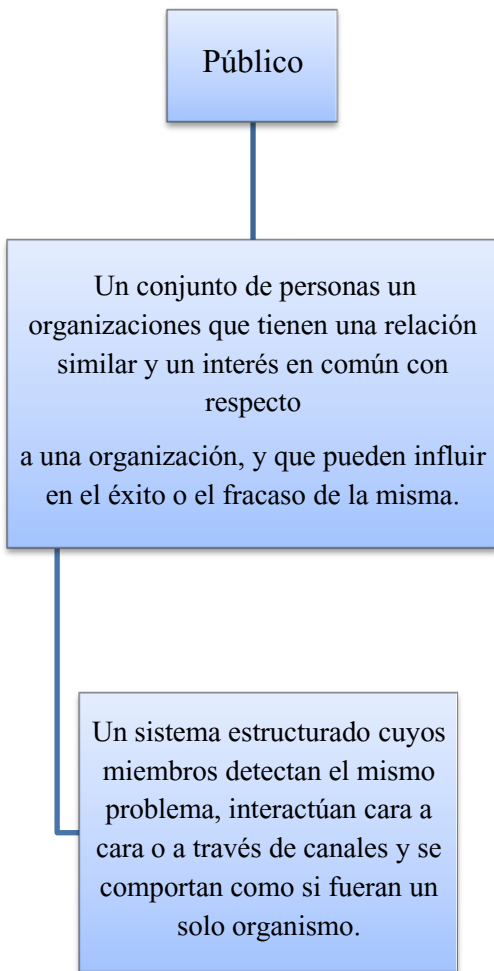 Público
Un conjunto de personas un
organizaciones que tienen una relación
similar y un interés en común con
respecto
a una organización, y que pueden influir
en el éxito o el fracaso de la misma.
Un sistema estructurado cuyos
miembros detectan el mismo
problema, interactúan cara a
cara o a través de canales y se
comportan como si fueran un
solo organismo.